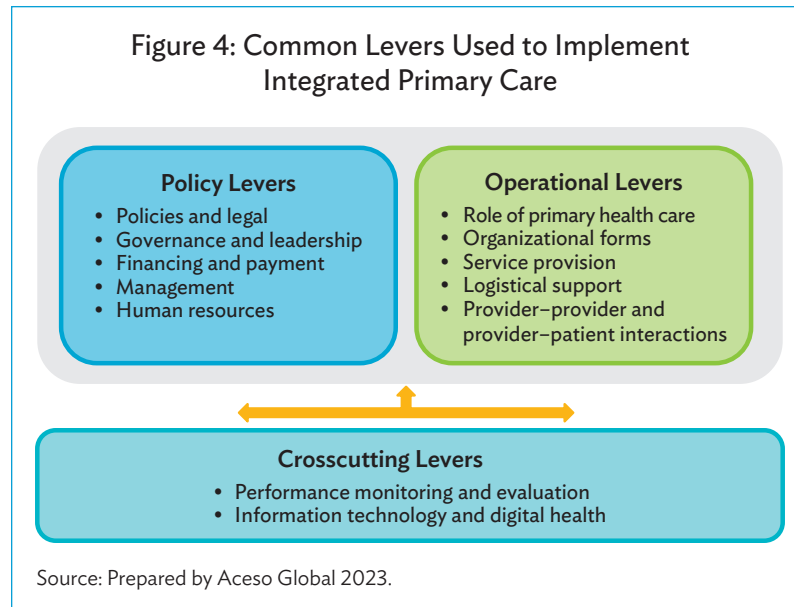 Figure 4: Common Levers Used to Implement
Integrated Primary Care
Policy Levers
• Policies and legal
• Governance and leadership
• Financing and payment
• Management
• Human resources
Operational Levers
• Role of primary health care
• Organizational forms
• Service provision
• Logistical support
• Provider–provider and
provider–patient interactions
Crosscutting Levers
• Performance monitoring and evaluation
• Information technology and digital health
Source: Prepared by Aceso Global 2023.